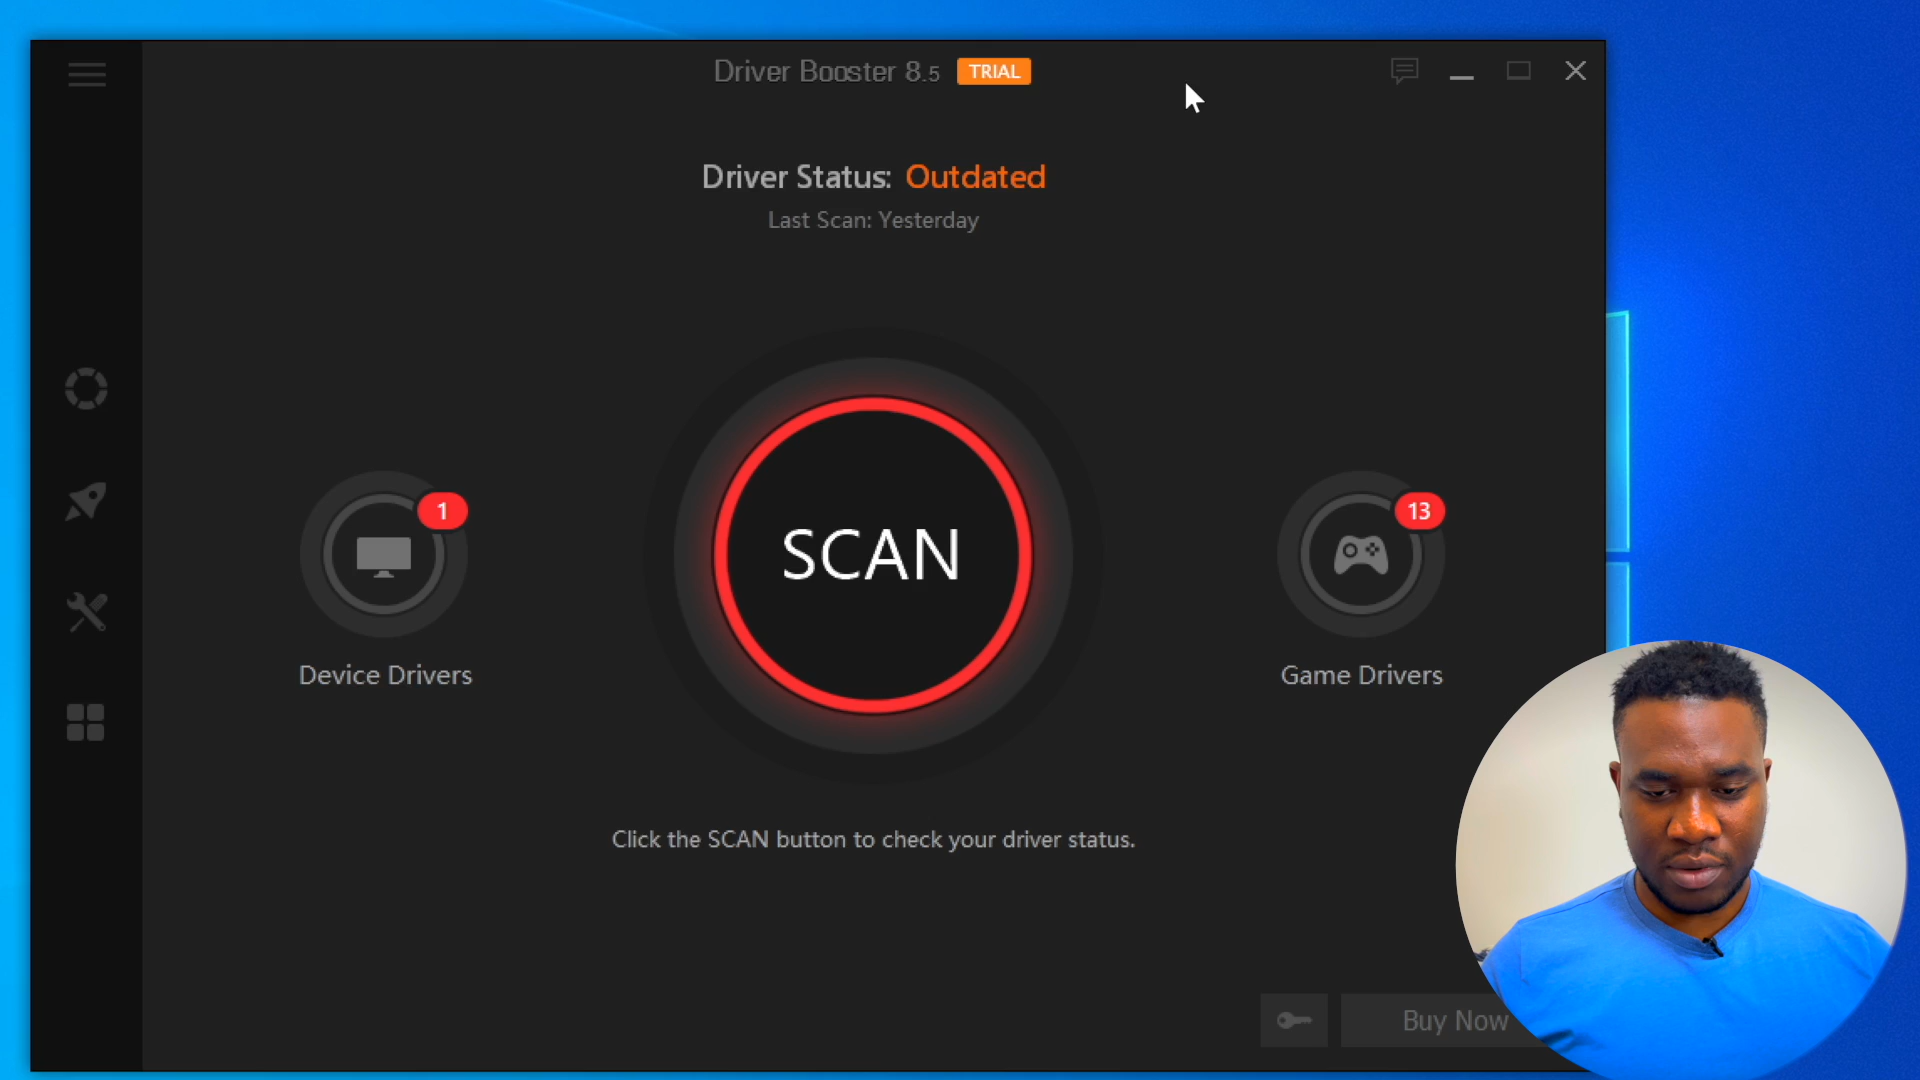 Driver Booster 8.5 TRIAL
Driver Status: Outdated
Last Scan: Yesterday
1
SCAN
13
Device Drivers
Game Drivers
Click the SCAN button to check your driver status.
Buy Now